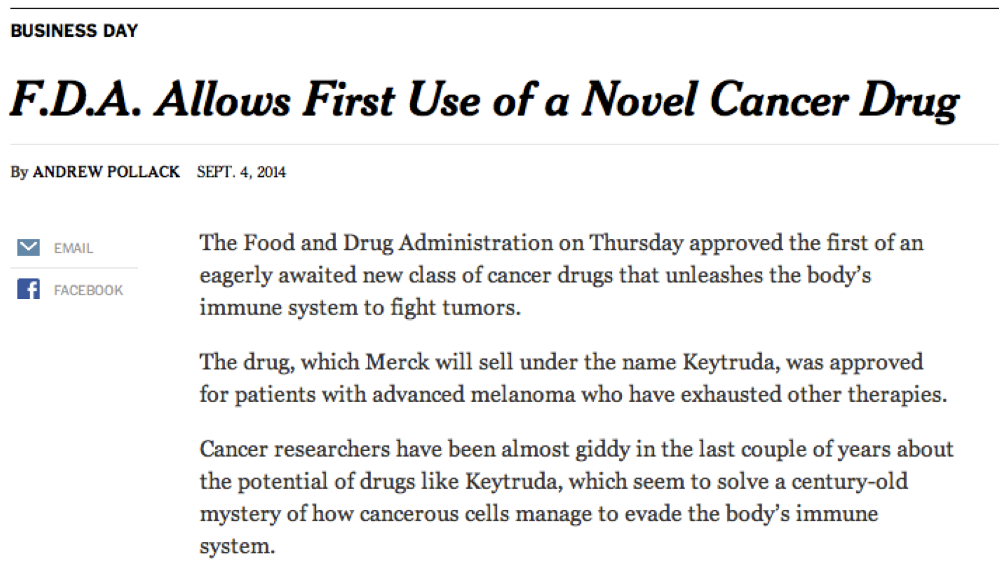 BUSINESS DAY
F.D.A. Allows First Use of a Novel Cancer Drug
By ANDREW POLLACK SEPT. 4, 2014
EMAIL
FACEBOOK
The Food and Drug Administration on Thursday approved the first of an
eagerly awaited new class of cancer drugs that unleashes the body’s
immune system to fight tumors.
The drug, which Merck will sell under the name Keytruda, was approved
for patients with advanced melanoma who have exhausted other therapies.
Cancer researchers have been almost giddy in the last couple of years about
the potential of drugs like Keytruda, which seem to solve a century-old
mystery of how cancerous cells manage to evade the body’s immune
system.